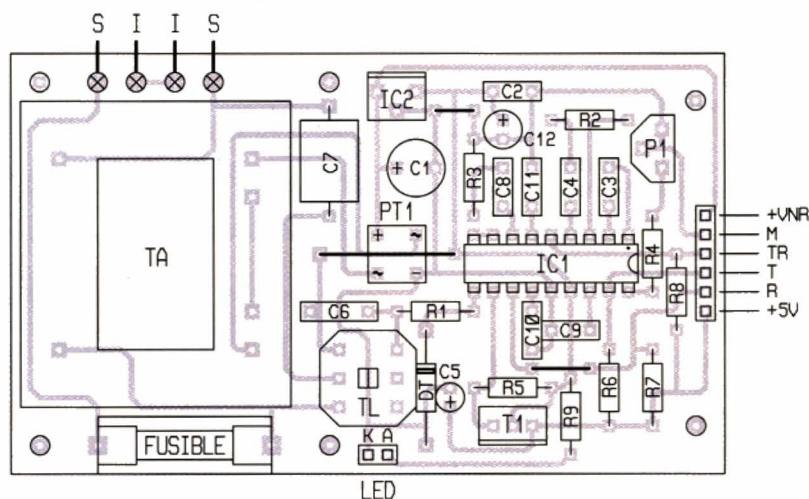 S I I S
IC2
C2
R2
C12
P1
C7
C1
R3
C8
C11
C4
C3
PT1
+ ~
~ -
TA
IC1
R4
R8
+VNR
M
TR
T
R
+5V
C6
R1
C10
C9
TL
DT
C5
R5
R6
R7
T1
R9
FUSIBLE
K A
LED